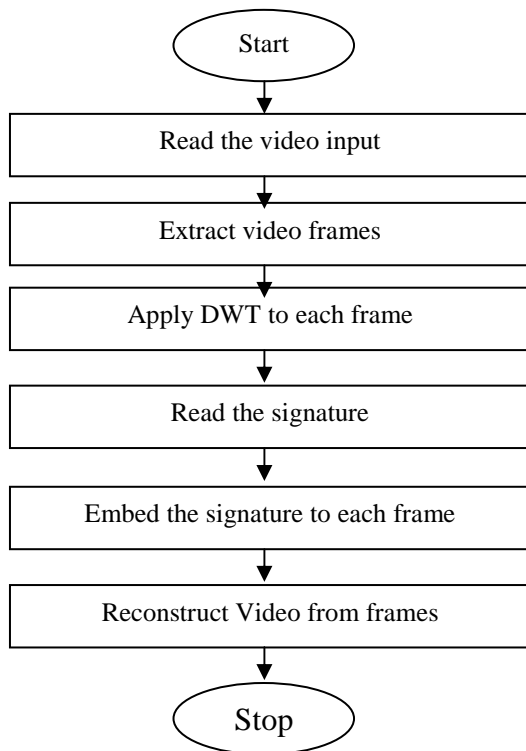 Start
Read the video input
Extract video frames
Apply DWT to each frame
Read the signature
Embed the signature to each frame
Reconstruct Video from frames
Stop